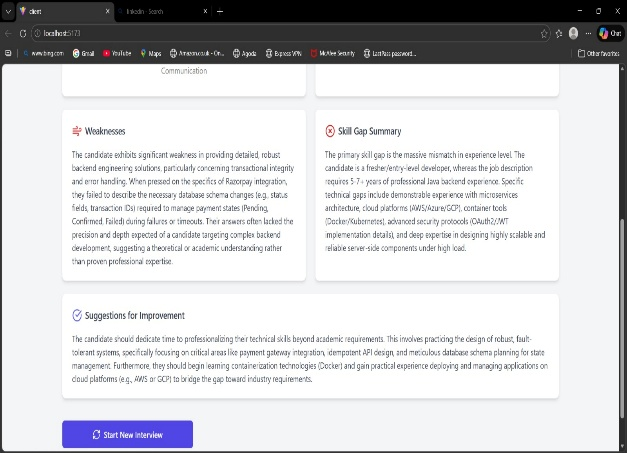 client
linkedin - Search
localhost:5173
Chat
www.bing.com
Gmail
YouTube
Maps
Amazon.co.uk - On...
Agoda
Express VPN
McAfee Security
LastPass password...
Other favorites
Communication
Weaknesses
The candidate exhibits significant weakness in providing detailed, robust
backend engineering solutions, particularly concerning transactional integrity
and error handling. When pressed on the specifics of Razorpay integration,
they failed to describe the necessary database schema changes (e.g., status
fields, transaction IDs) required to manage payment states (Pending,
Confirmed, Failed) during failures or timeouts. Their answers often lacked the
precision and depth expected of a candidate targeting complex backend
development, suggesting a theoretical or academic understanding rather
than proven professional expertise.
Skill Gap Summary
The primary skill gap is the massive mismatch in experience level. The
candidate is a fresher/entry-level developer, whereas the job description
requires 5-7+ years of professional Java backend experience. Specific
technical gaps include demonstrable experience with microservices
architecture, cloud platforms (AWS/Azure/GCP), container tools
(Docker/Kubernetes), advanced security protocols (OAuth2/JWT
implementation details), and deep expertise in designing highly scalable and
reliable server-side components under high load.
Suggestions for Improvement
The candidate should dedicate time to professionalizing their technical skills beyond academic requirements. This involves practicing the design of robust, fault-
tolerant systems, specifically focusing on critical areas like payment gateway integration, idempotent API design, and meticulous database schema planning for state
management. Furthermore, they should begin learning containerization technologies (Docker) and gain practical experience deploying and managing applications on
cloud platforms (e.g., AWS or GCP) to bridge the gap toward industry requirements.
Start New Interview